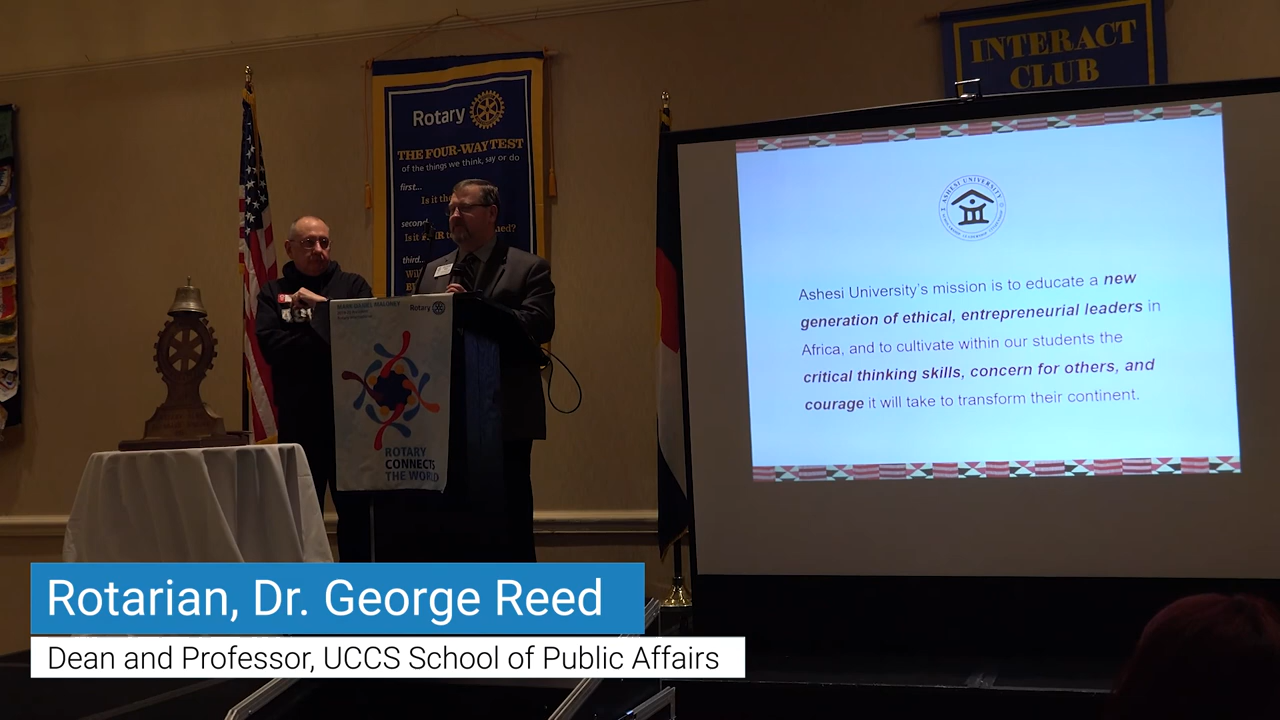 INTERACT
CLUB
Rotary
THE FOUR-WAY TEST
of the things we think, say or do
first...
Is it the
second
Is it
third...
Rotary
ROTARY
CONNECTS
THE WORLD
ASHESI UNIVERSITY
Ashesi University's mission is to educate a new
generation of ethical, entrepreneurial leaders in
Africa, and to cultivate within our students the
critical thinking skills, concern for others, and
courage it will take to transform their continent.
Rotarian, Dr. George Reed
Dean and Professor, UCCS School of Public Affairs